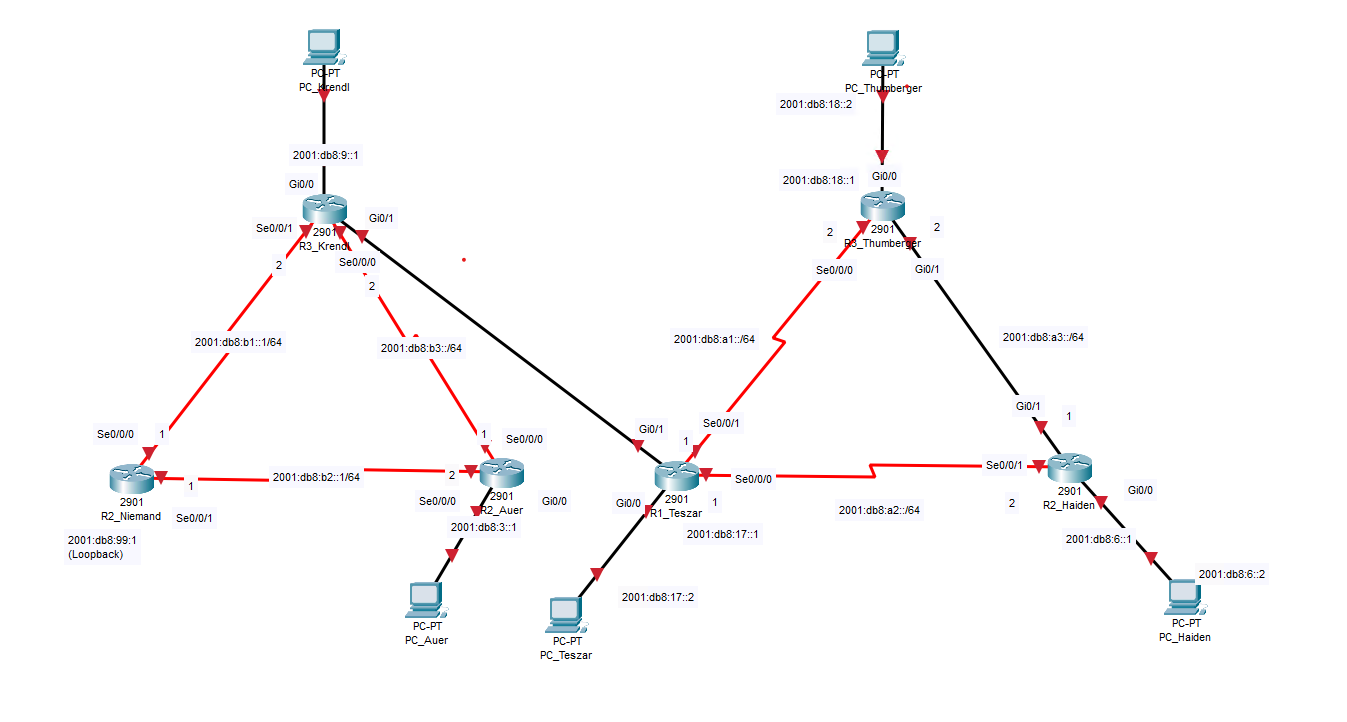 PC-PT
PC_Krendl
PC-PT
PC_Thumberger
2001:db8:18::2
2001:db8:9::1
Gi0/0
2001:db8:18::1
Gi0/0
Gi0/1
Se0/0/1
2901
R3_Krendl
Se0/0/0
2
2
2901
R3_Thumberger
2
2
Se0/0/0
Gi0/1
2001:db8:b1::1/64
2001:db8:b3::/64
2001:db8:a1::/64
2001:db8:a3::/64
Gi0/1
1
Se0/0/0
1
1
Se0/0/0
Gi0/1
1
Se0/0/1
2001:db8:b2::1/64
1
2
Se0/0/0
Se0/0/1
2901
R2_Niemand
Se0/0/1
2001:db8:99:1
(Loopback)
Se0/0/0
2901
R2_Auer
Gi0/0
2001:db8:3::1
Gi0/0
2901
R1_Teszar
1
2001:db8:17::1
2001:db8:a2::/64
2
2901
R2_Haiden
Gi0/0
2001:db8:6::1
2001:db8:6::2
2001:db8:17::2
PC-PT
PC_Auer
PC-PT
PC_Teszar
PC-PT
PC_Haiden